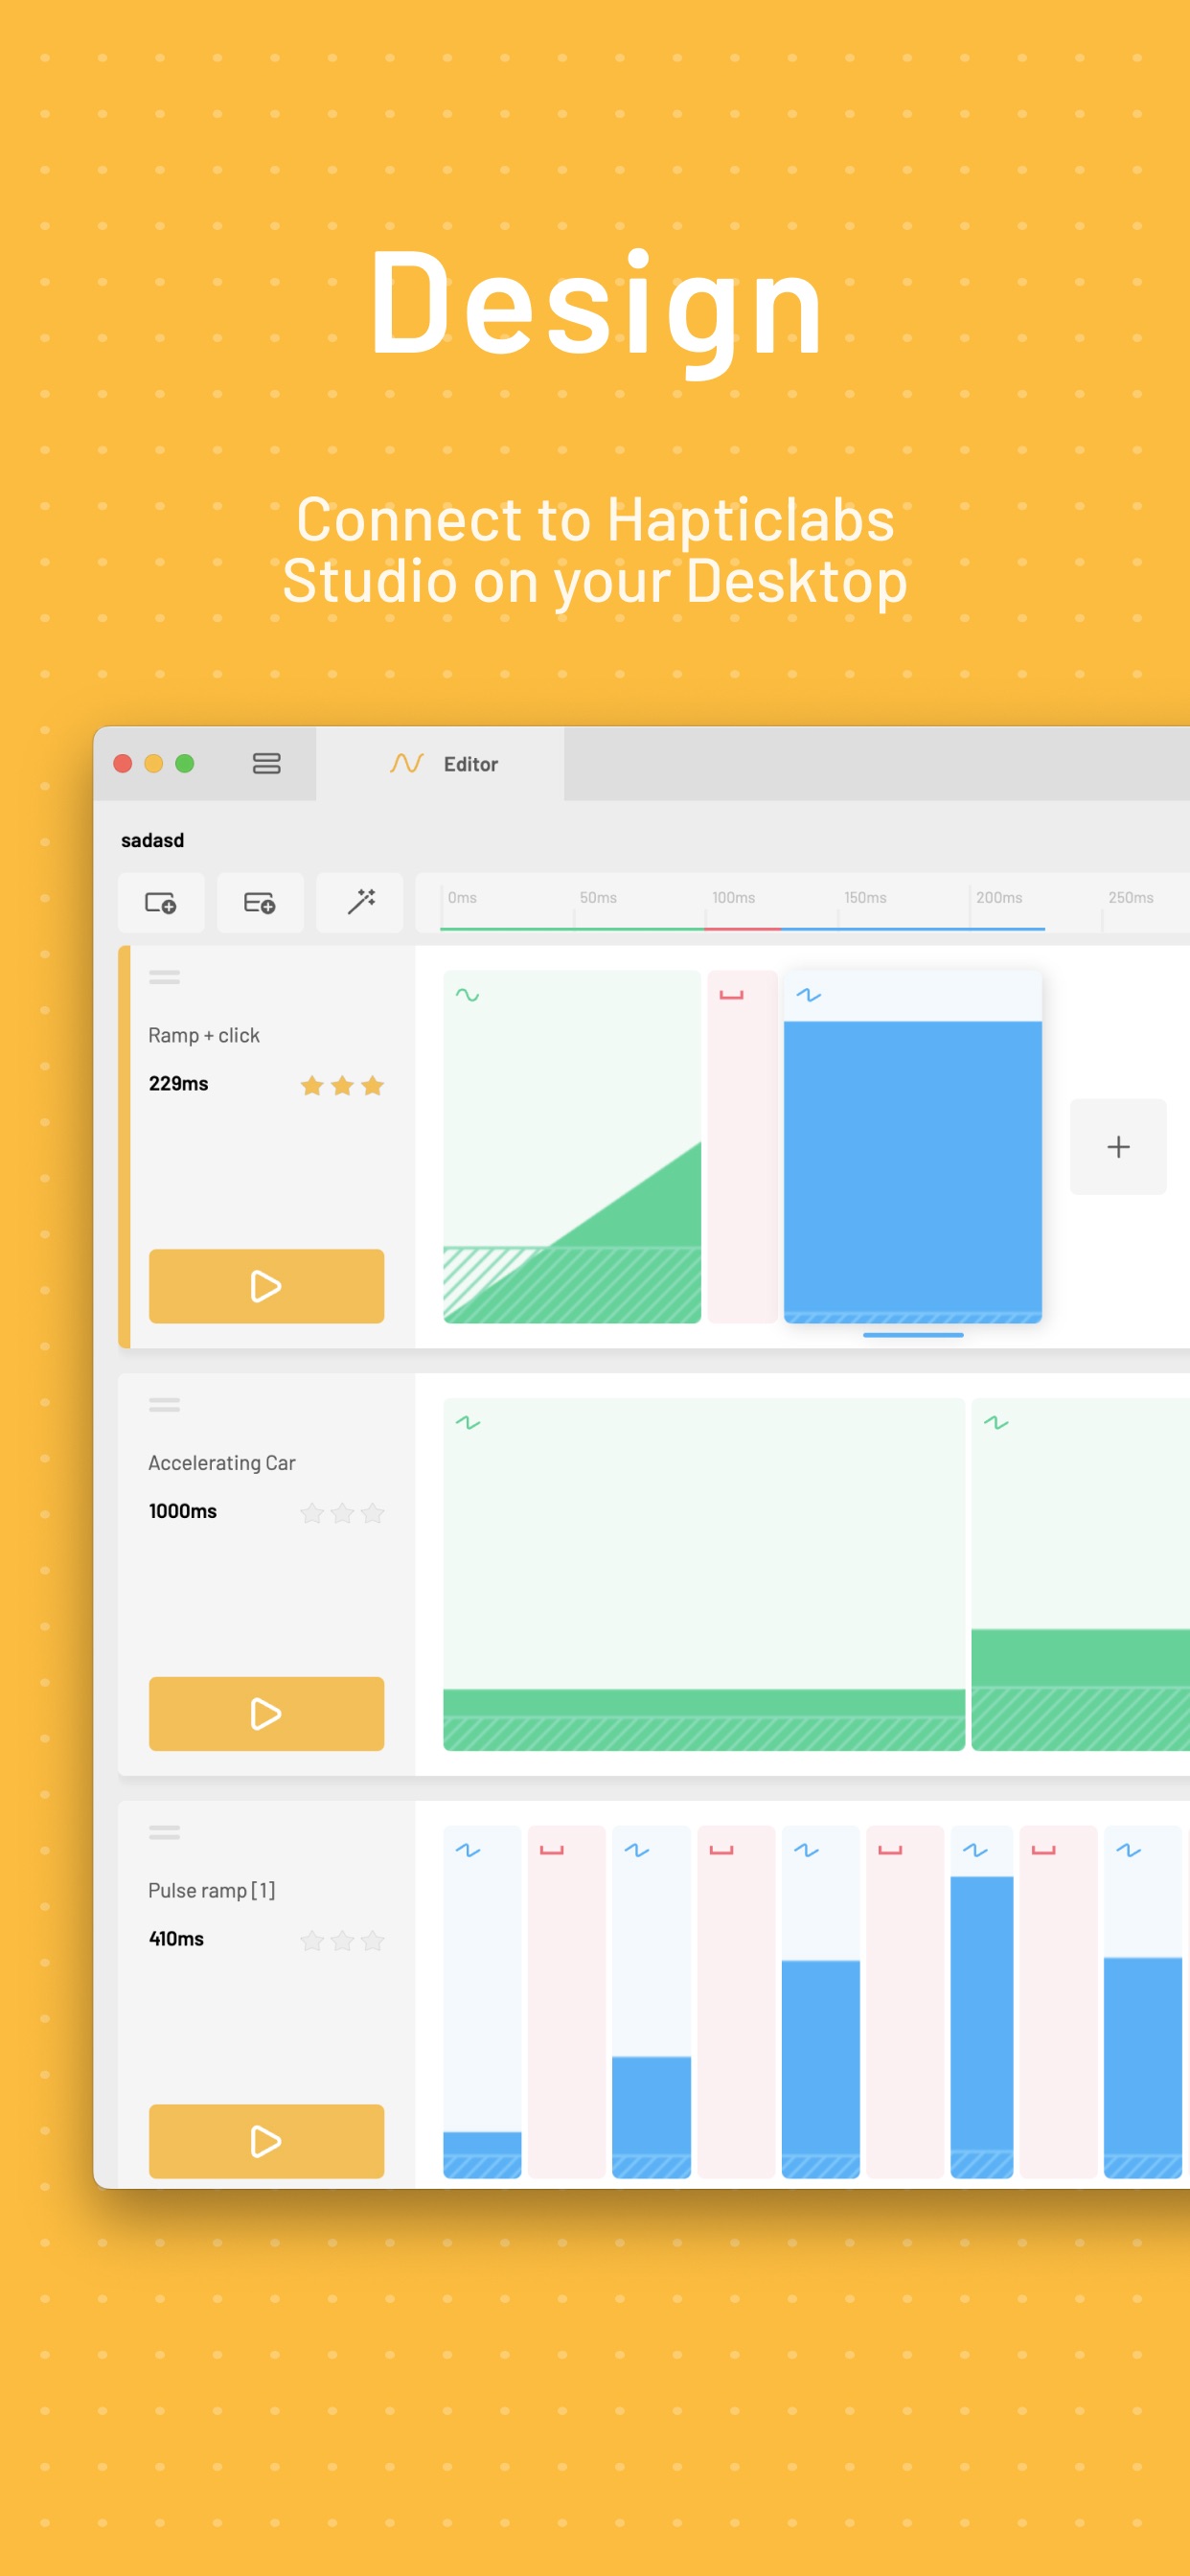 Design
Connect to Hapticlabs
Studio on your Desktop
Editor
sadasd
0ms 50ms 100ms 150ms 200ms 250ms
Ramp + click
229ms
Accelerating Car
1000ms
Pulse ramp [1]
410ms